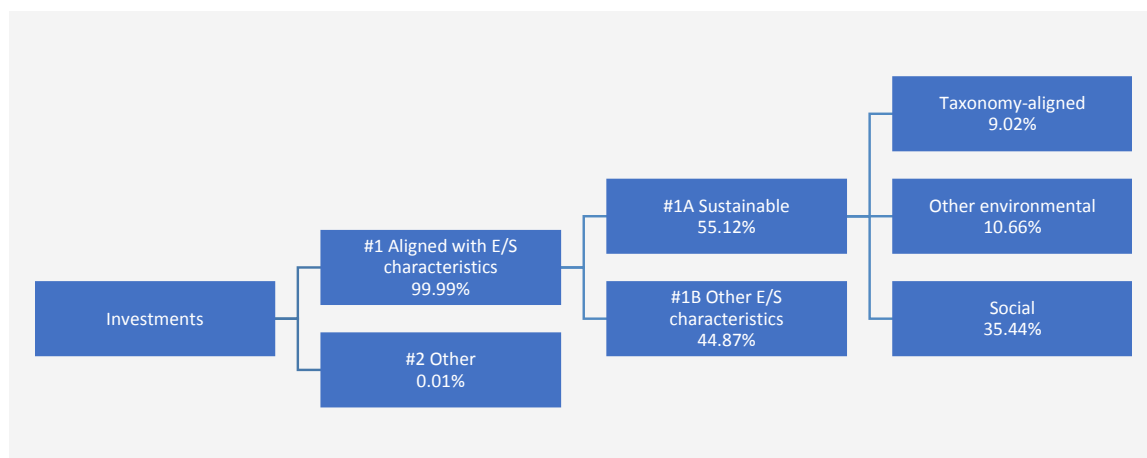 Investments
#1 Aligned with E/S
characteristics
99.99%
#2 Other
0.01%
#1A Sustainable
55.12%
#1B Other E/S
characteristics
44.87%
Taxonomy-aligned
9.02%
Other environmental
10.66%
Social
35.44%